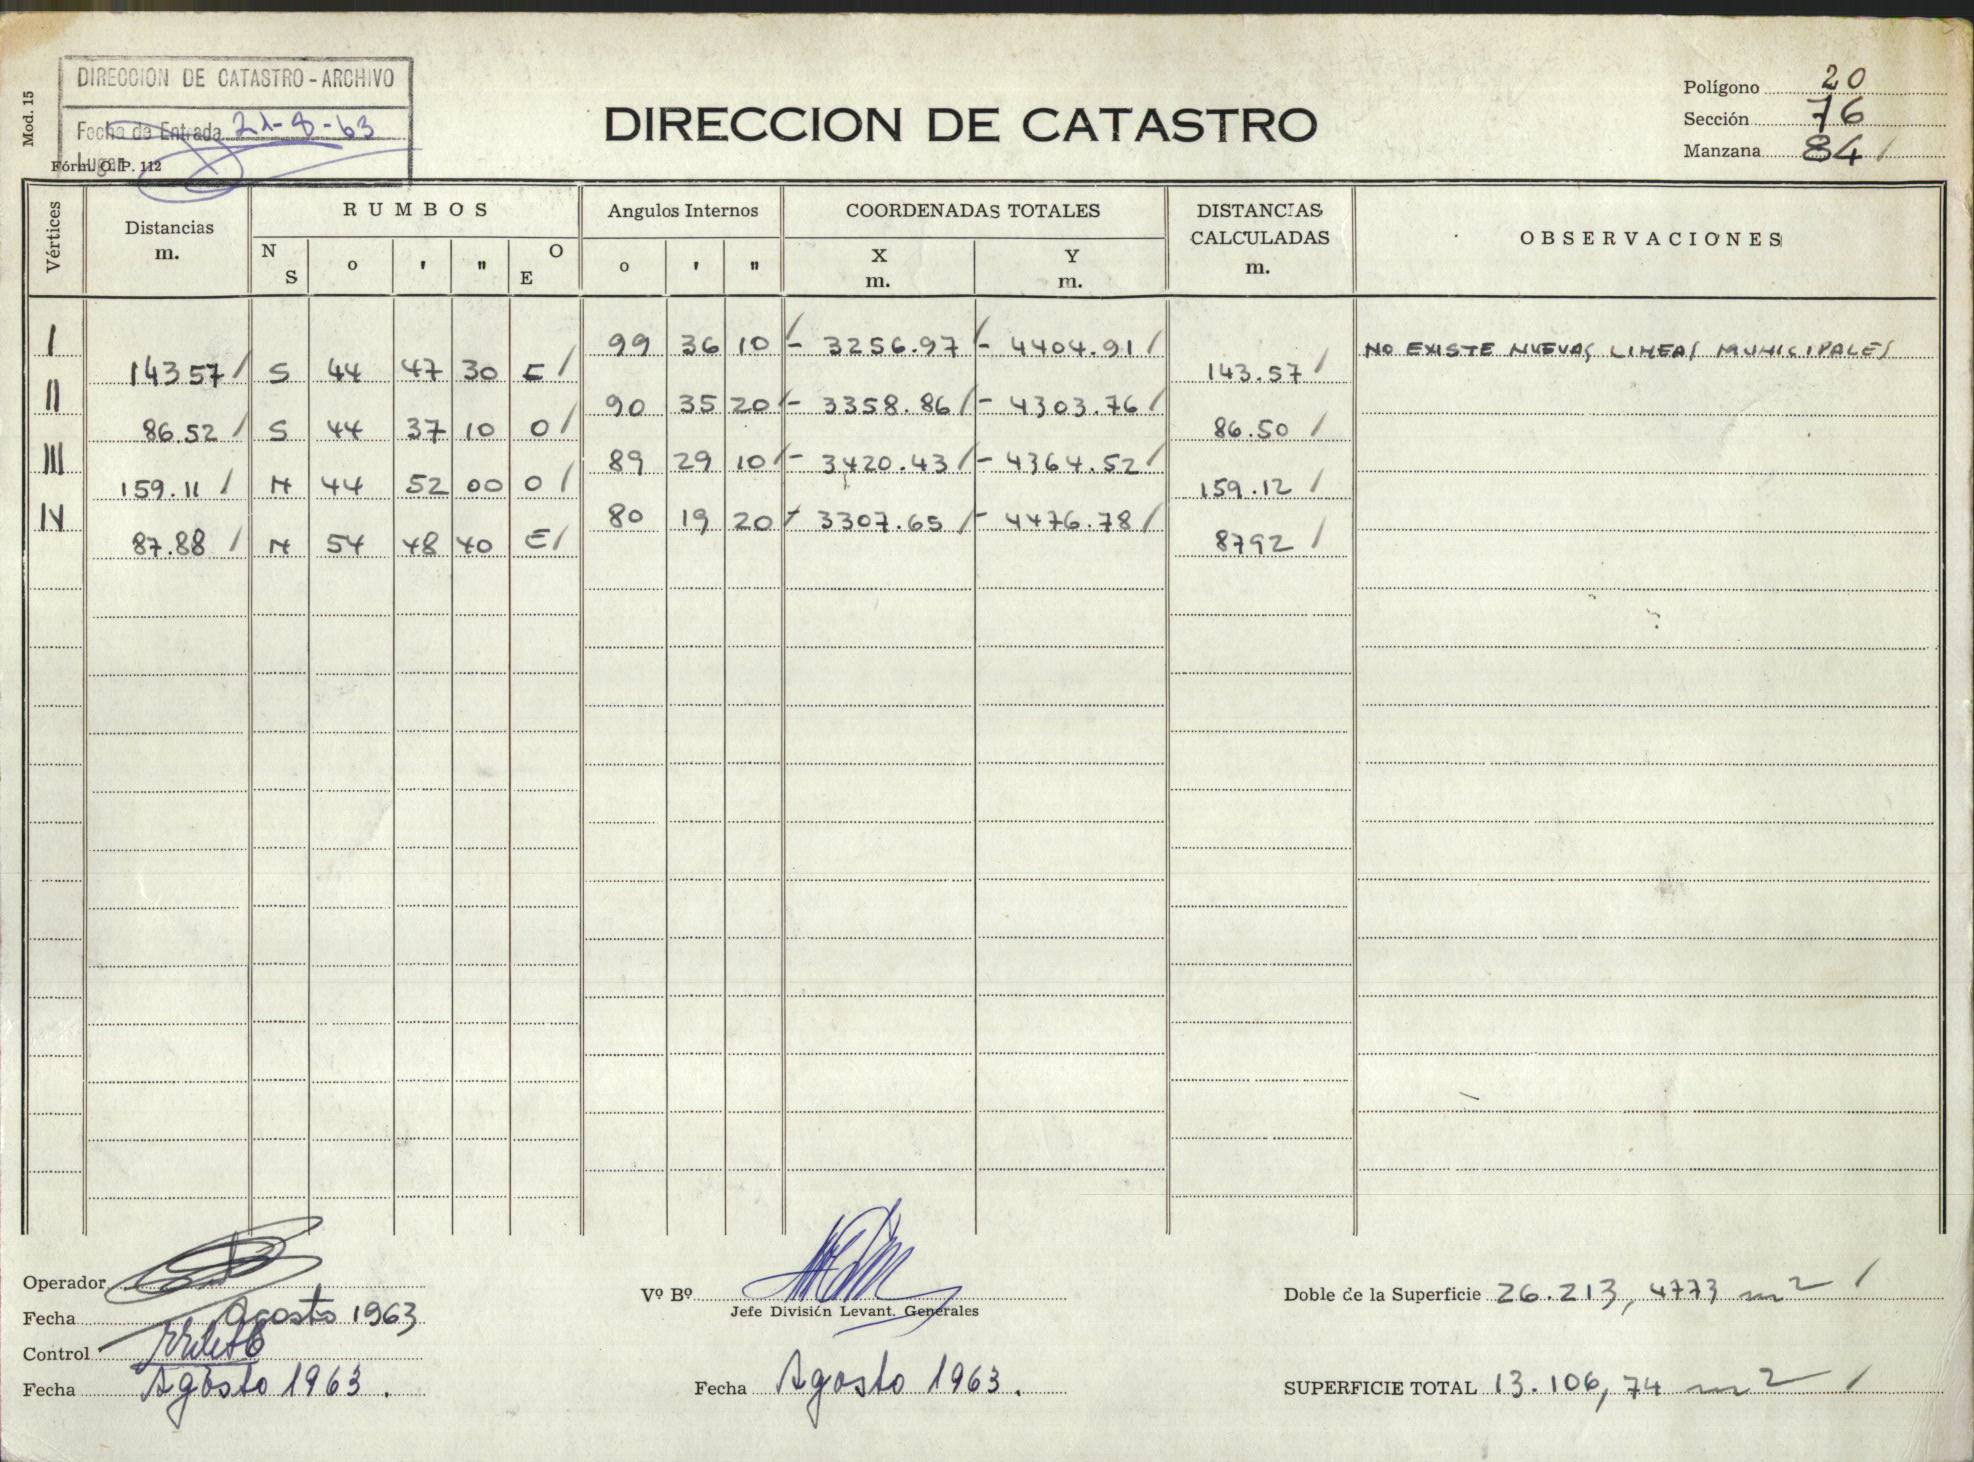 DIRECCION DE CATASTRO - ARCHIVO
Fecha de Entrada 21-8-63
Lugar
Mod. 15
Fórm. O. P. 112
DIRECCION DE CATASTRO
Polígono 20
Sección 76
Manzana 84 /
Vértices
Distancias
m.
R U M B O S
N S o ' " O E
Angulos Internos
o ' "
COORDENADAS TOTALES
X m. Y m.
DISTANCIAS
CALCULADAS
m.
OBSERVACIONES
I 99 36 10 / - 3256.97 / - 4404.91 / NO EXISTE NUEVAS LINEAS MUNICIPALES
143 57 / S 44 47 30 E / 143.57 /
II 90 35 20 / - 3358.86 / - 4303.76 /
86.52 / S 44 37 10 O / 86.50 /
III 89 29 10 / - 3420.43 / - 4364.52 /
159.11 / N 44 52 00 O / 159.12 /
IV 80 19 20 / - 3307.65 / - 4476.78 /
87.88 / N 54 48 40 E / 8792 /
Operador
Fecha Agosto 1963
Control
Fecha Agosto 1963.
Vº Bº
Jefe División Levant. Generales
Fecha Agosto 1963.
Doble de la Superficie 26.213,4773 m2 /
SUPERFICIE TOTAL 13.106,74 m2 /